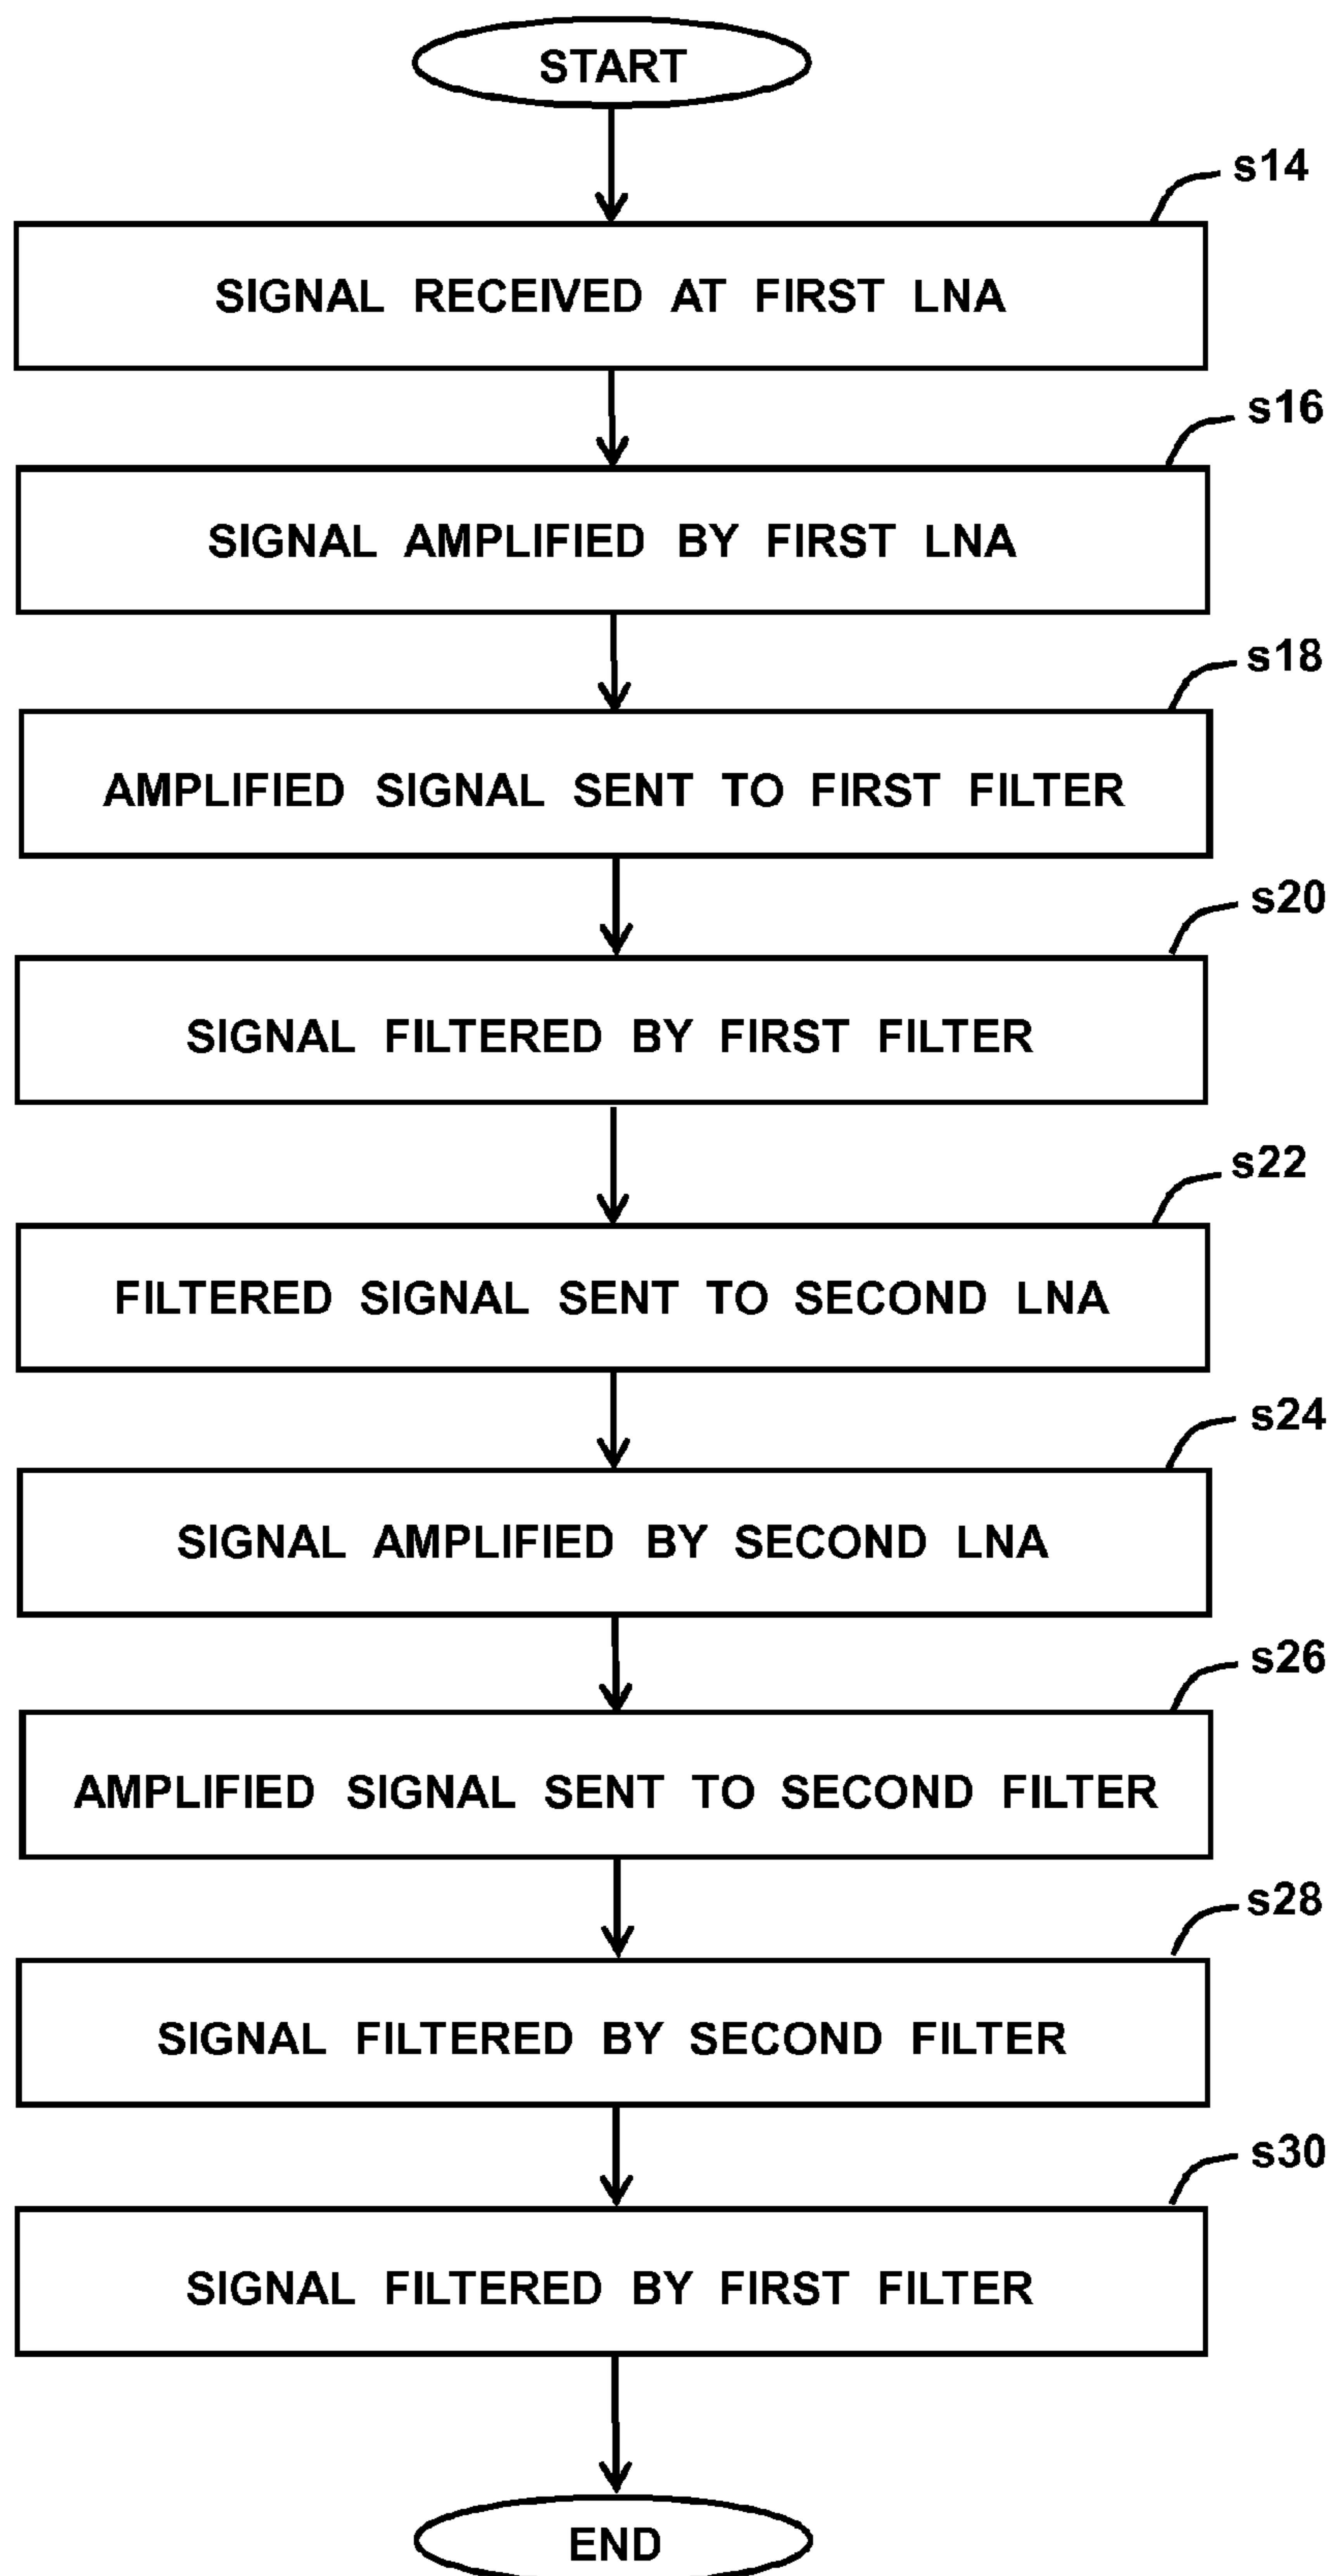 START
s14
SIGNAL RECEIVED AT FIRST LNA
s16
SIGNAL AMPLIFIED BY FIRST LNA
s18
AMPLIFIED SIGNAL SENT TO FIRST FILTER
s20
SIGNAL FILTERED BY FIRST FILTER
s22
FILTERED SIGNAL SENT TO SECOND LNA
s24
SIGNAL AMPLIFIED BY SECOND LNA
s26
AMPLIFIED SIGNAL SENT TO SECOND FILTER
s28
SIGNAL FILTERED BY SECOND FILTER
s30
SIGNAL FILTERED BY FIRST FILTER
END